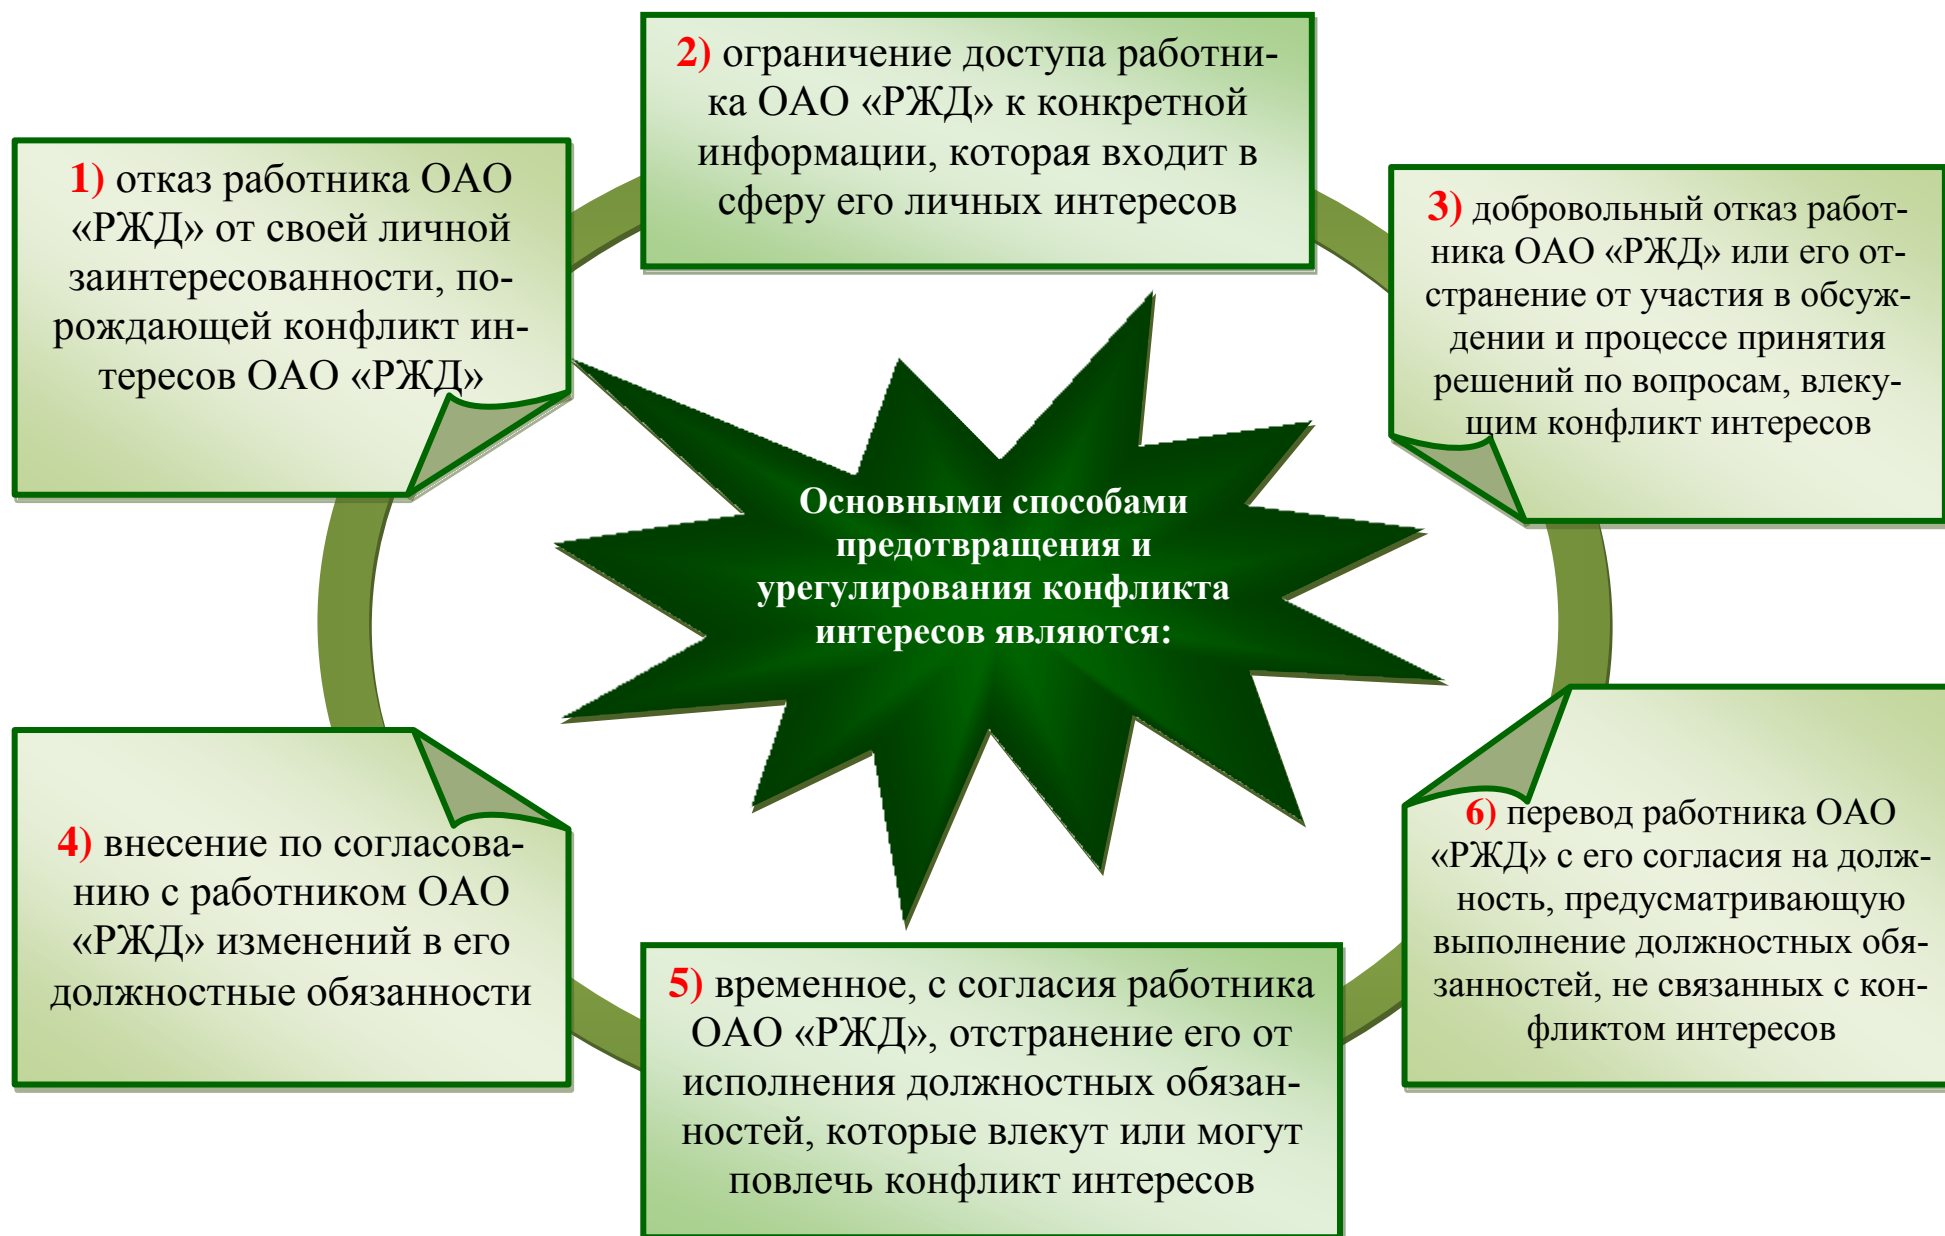 1) отказ работника ОАО
«РЖД» от своей личной
заинтересованности, по-
рождающей конфликт ин-
тересов ОАО «РЖД»
2) ограничение доступа работни-
ка ОАО «РЖД» к конкретной
информации, которая входит в
сферу его личных интересов
3) добровольный отказ работ-
ника ОАО «РЖД» или его от-
странение от участия в обсуж-
дении и процессе принятия
решений по вопросам, влеку-
щим конфликт интересов
Основными способами
предотвращения и
урегулирования конфликта
интересов являются:
4) внесение по согласова-
нию с работником ОАО
«РЖД» изменений в его
должностные обязанности
5) временное, с согласия работника
ОАО «РЖД», отстранение его от
исполнения должностных обязан-
ностей, которые влекут или могут
повлечь конфликт интересов
6) перевод работника ОАО
«РЖД» с его согласия на долж-
ность, предусматривающую
выполнение должностных обя-
занностей, не связанных с кон-
фликтом интересов